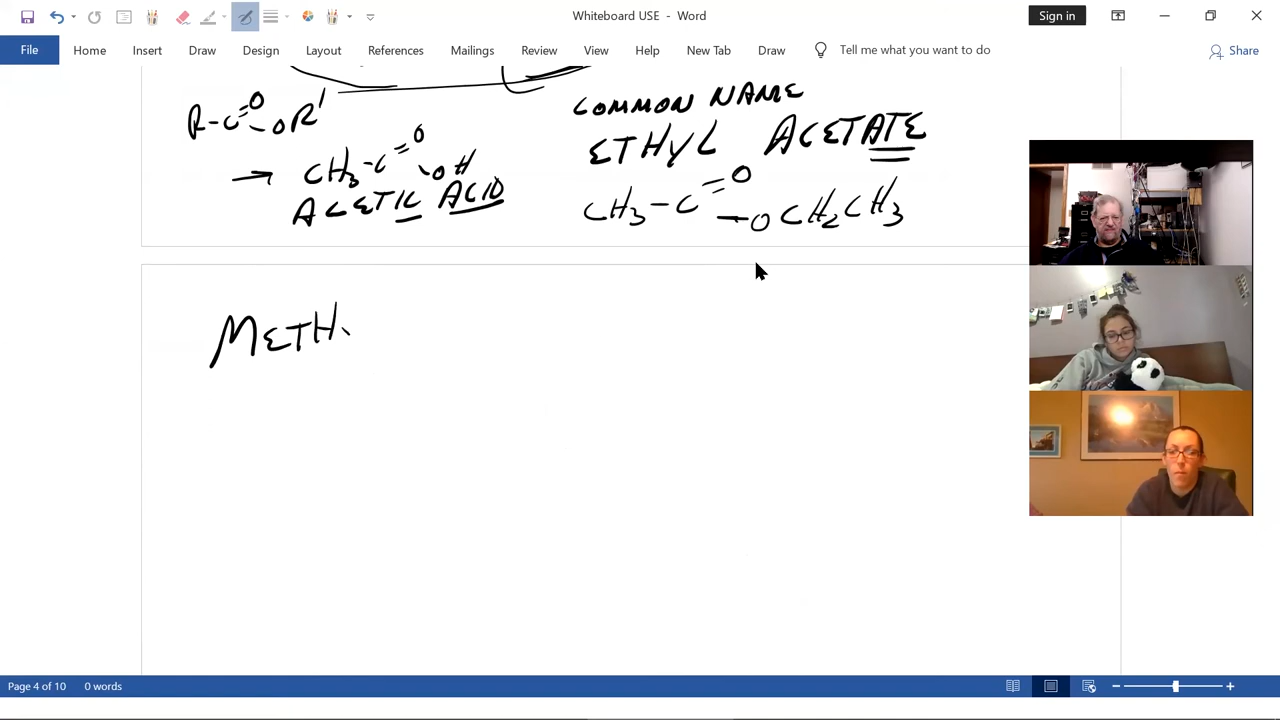 Whiteboard USE - Word
Sign in
File Home Insert Draw Design Layout References Mailings Review View Help New Tab Draw Tell me what you want to do Share
R-C=O-OR'
COMMON NAME
ETHYL ACETATE
→ CH3-C=O-OH
ACETIC ACID
CH3-C=O-OCH2CH3
METH
Page 4 of 10 0 words